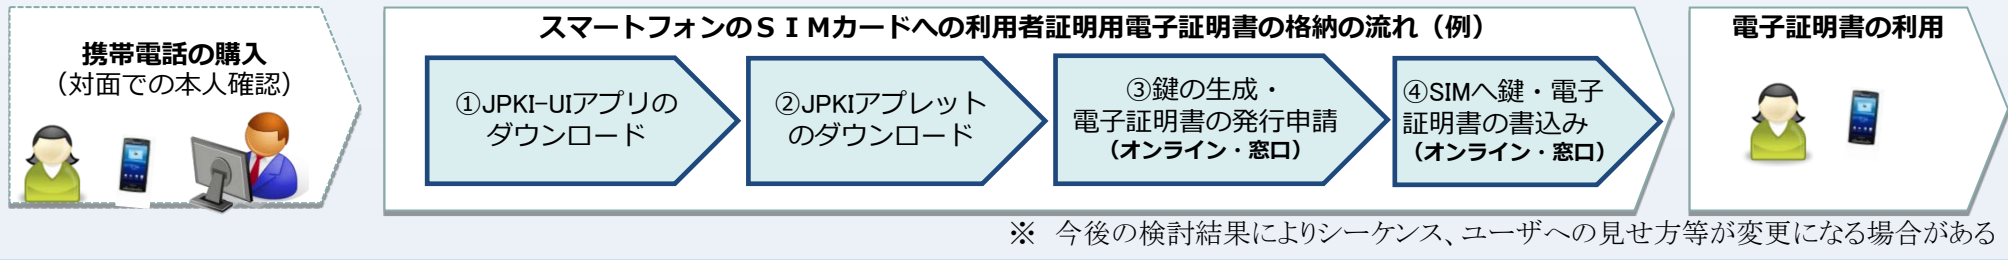 携帯電話の購入
（対面での本人確認）
スマートフォンのＳＩＭカードへの利用者証明用電子証明書の格納の流れ（例）
①JPKI-UIアプリの
ダウンロード
②JPKIアプレット
のダウンロード
③鍵の生成・
電子証明書の発行申請
（オンライン・窓口）
④SIMへ鍵・電子
証明書の書込み
（オンライン・窓口）
電子証明書の利用
※　今後の検討結果によりシーケンス、ユーザへの見せ方等が変更になる場合がある